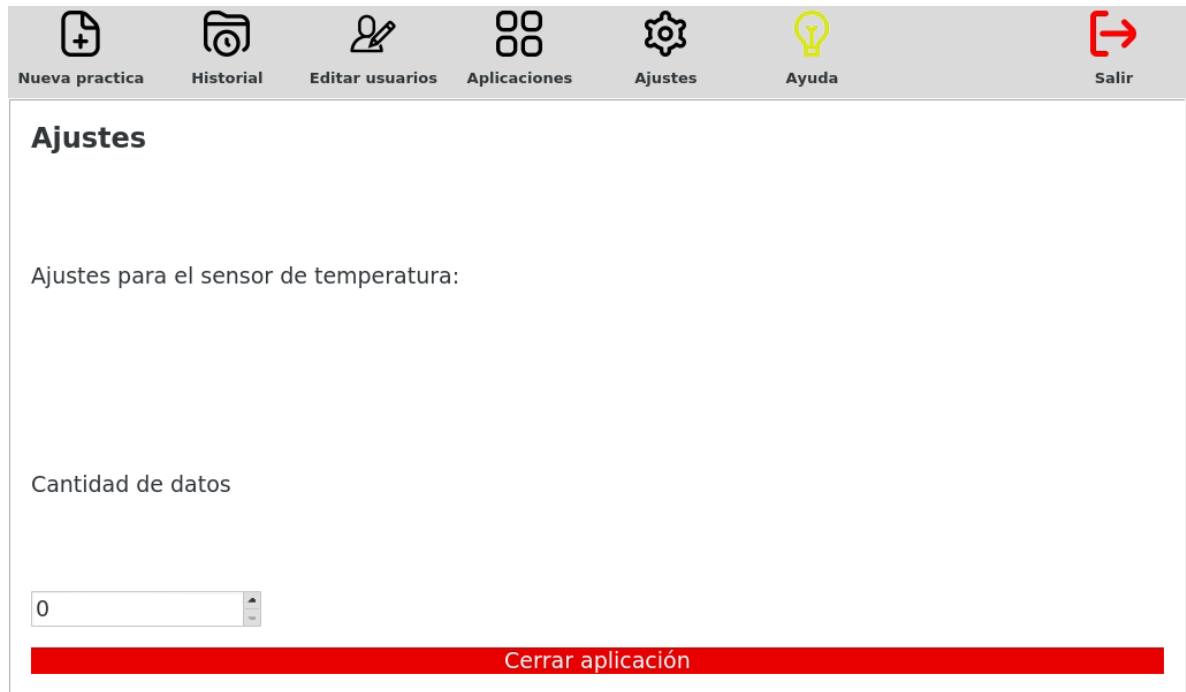 Nueva practica Historial Editar usuarios Aplicaciones Ajustes Ayuda Salir
Ajustes
Ajustes para el sensor de temperatura:
Cantidad de datos
0
Cerrar aplicación